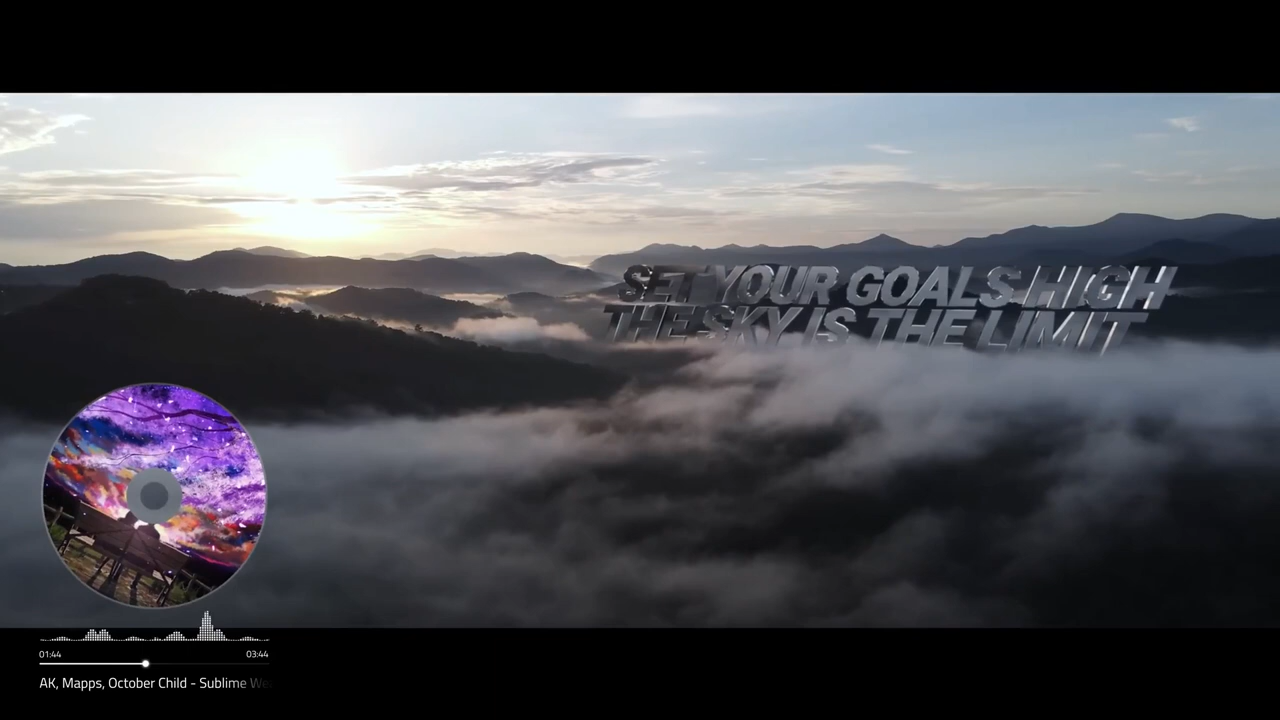 SET YOUR GOALS HIGH
THE SKY IS THE LIMIT
01:44 03:44
AK, Mapps, October Child - Sublime